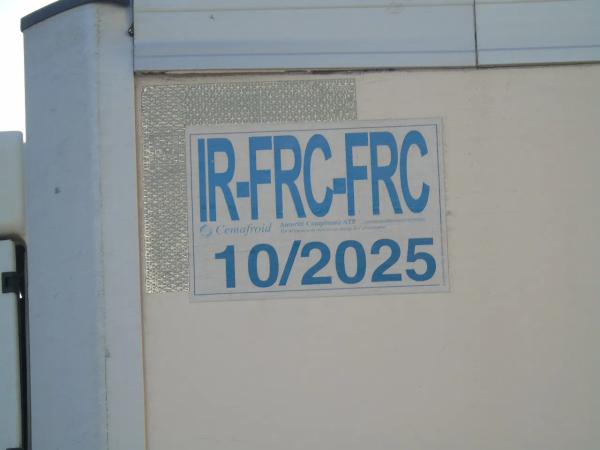 IR-FRC-FRC
Cemafroid Autorité Compétente ATP
10/2025